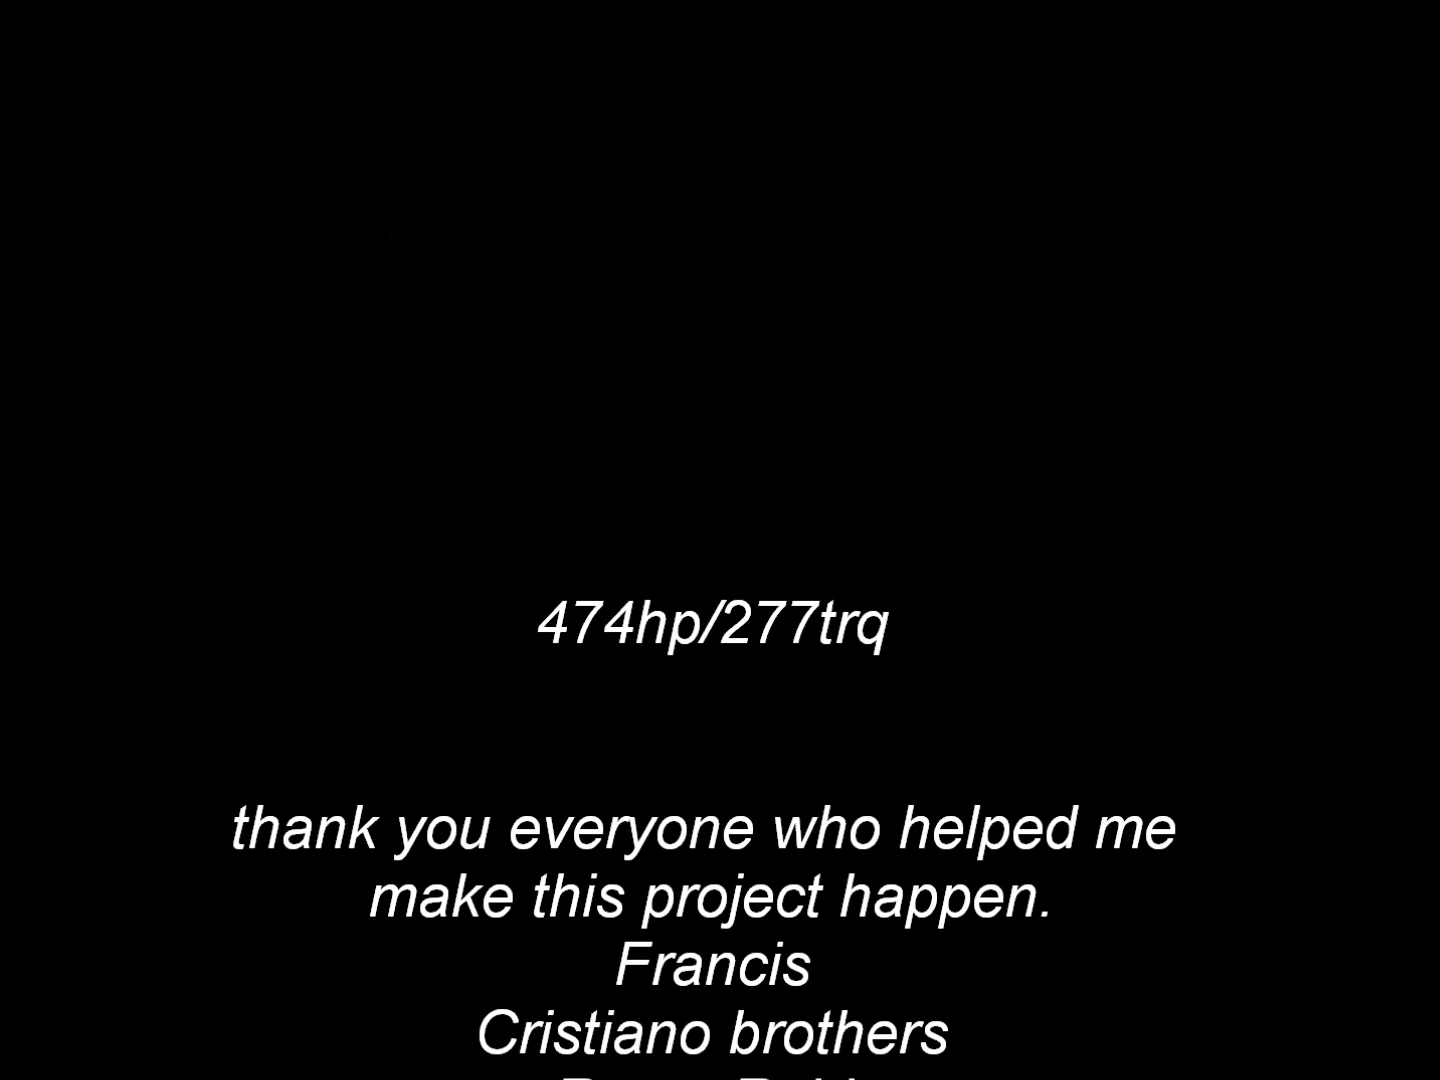 474hp/277trq
thank you everyone who helped me
make this project happen.
Francis
Cristiano brothers